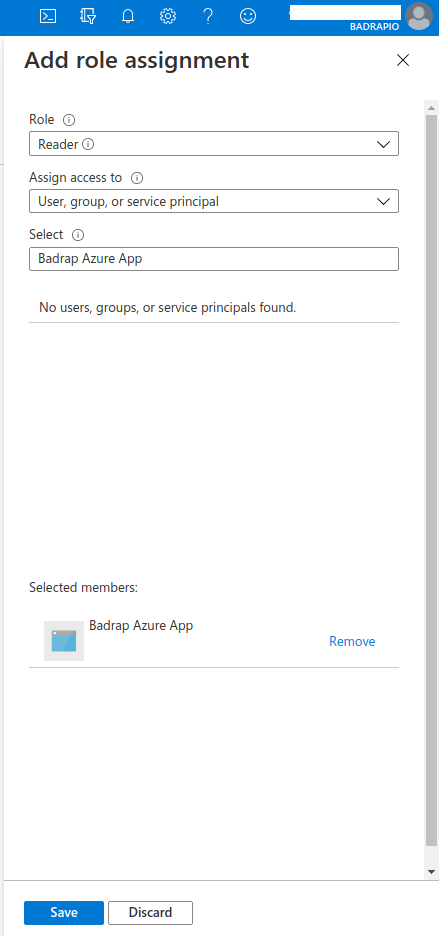 BADRAPIO
Add role assignment
Role
Reader
Assign access to
User, group, or service principal
Select
Badrap Azure App
No users, groups, or service principals found.
Selected members:
Badrap Azure App
Remove
Save
Discard